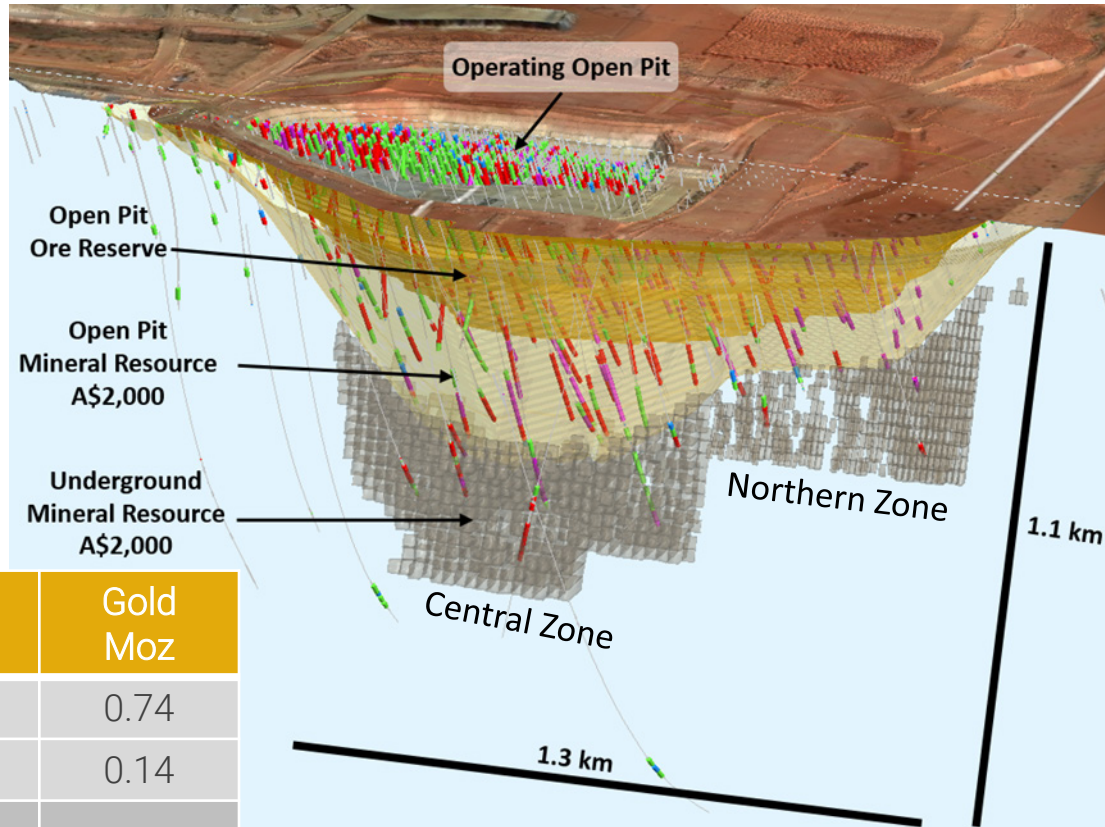 Operating Open Pit
Open Pit
Ore Reserve
Open Pit
Mineral Resource
A$2,000
Underground
Mineral Resource
A$2,000
Northern Zone
1.1 km
Central Zone
1.3 km
Gold
Moz
0.74
0.14